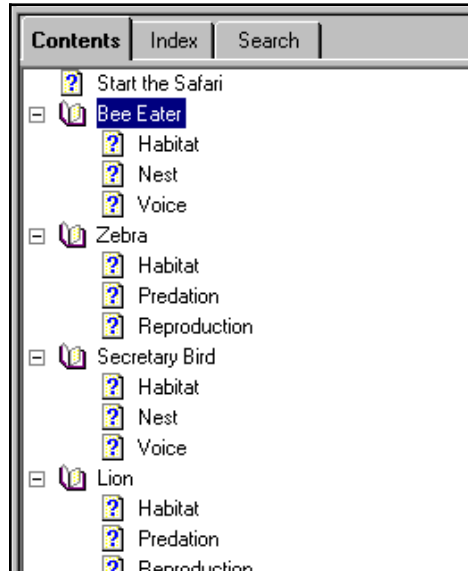 Contents Index Search
Start the Safari
Bee Eater
Habitat
Nest
Voice
Zebra
Habitat
Predation
Reproduction
Secretary Bird
Habitat
Nest
Voice
Lion
Habitat
Predation
Reproduction